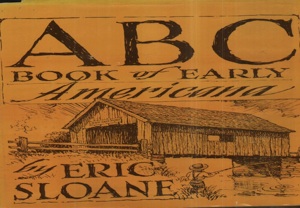 ABC
BOOK of EARLY
Americana
by ERIC
SLOANE